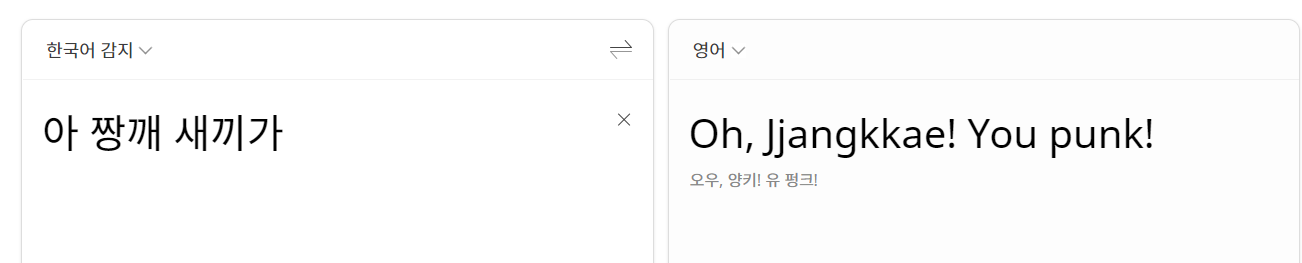 한국어 감지
영어
아 짱깨 새끼가
Oh, Jjangkkae! You punk!
오우, 양키! 유 펑크!